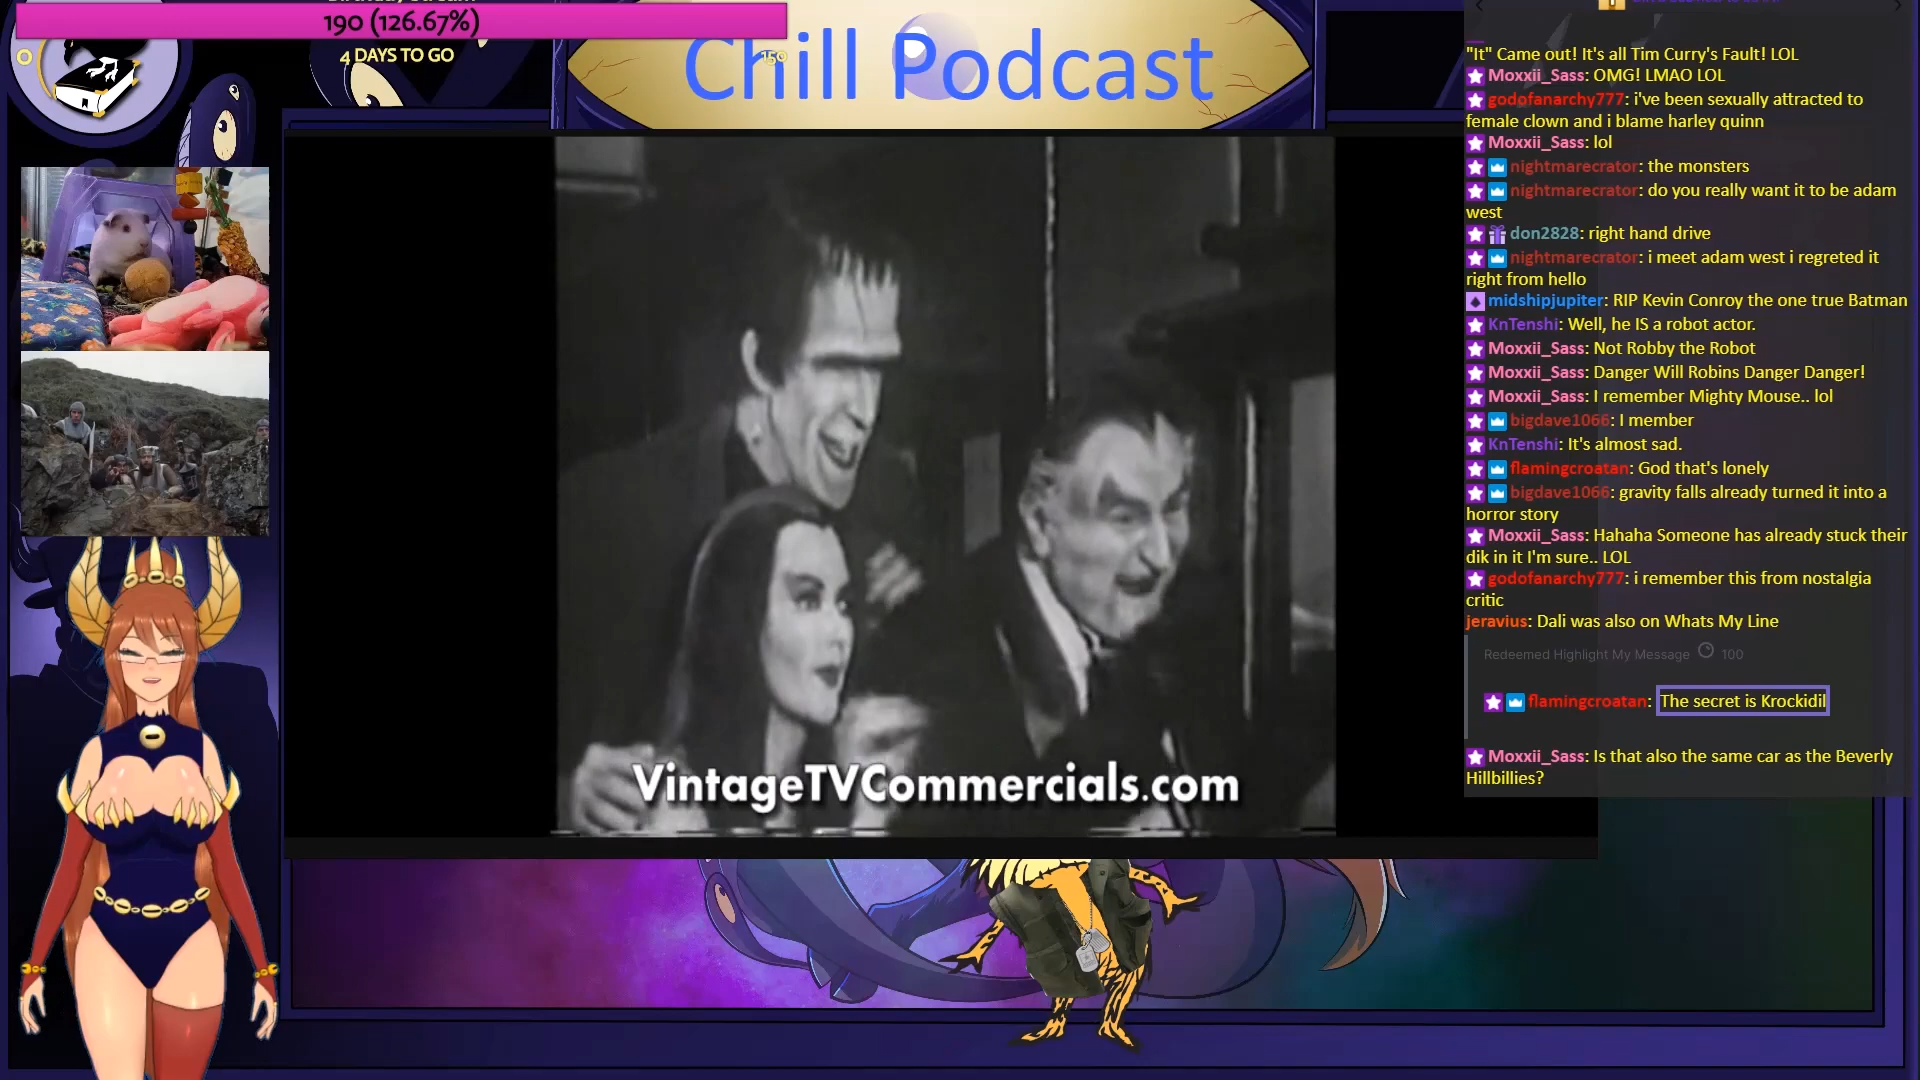 190 (126.67%)
4 DAYS TO GO
0
150
Chill Podcast
"It" Came out! It's all Tim Curry's Fault! LOL
Moxxii_Sass: OMG! LMAO LOL
godofanarchy777: i've been sexually attracted to
female clown and i blame harley quinn
Moxxii_Sass: lol
nightmarecrator: the monsters
nightmarecrator: do you really want it to be adam
west
don2828: right hand drive
nightmarecrator: i meet adam west i regreted it
right from hello
midshipjupiter: RIP Kevin Conroy the one true Batman
KnTenshi: Well, he IS a robot actor.
Moxxii_Sass: Not Robby the Robot
Moxxii_Sass: Danger Will Robins Danger Danger!
Moxxii_Sass: I remember Mighty Mouse.. lol
bigdave1066: I member
KnTenshi: It's almost sad.
flamingcroatan: God that's lonely
bigdave1066: gravity falls already turned it into a
horror story
Moxxii_Sass: Hahaha Someone has already stuck their
dik in it I'm sure.. LOL
godofanarchy777: i remember this from nostalgia
critic
jeravius: Dali was also on Whats My Line
Redeemed Highlight My Message 100
flamingcroatan: The secret is Krockidil
Moxxii_Sass: Is that also the same car as the Beverly
Hillbillies?
VintageTVCommercials.com